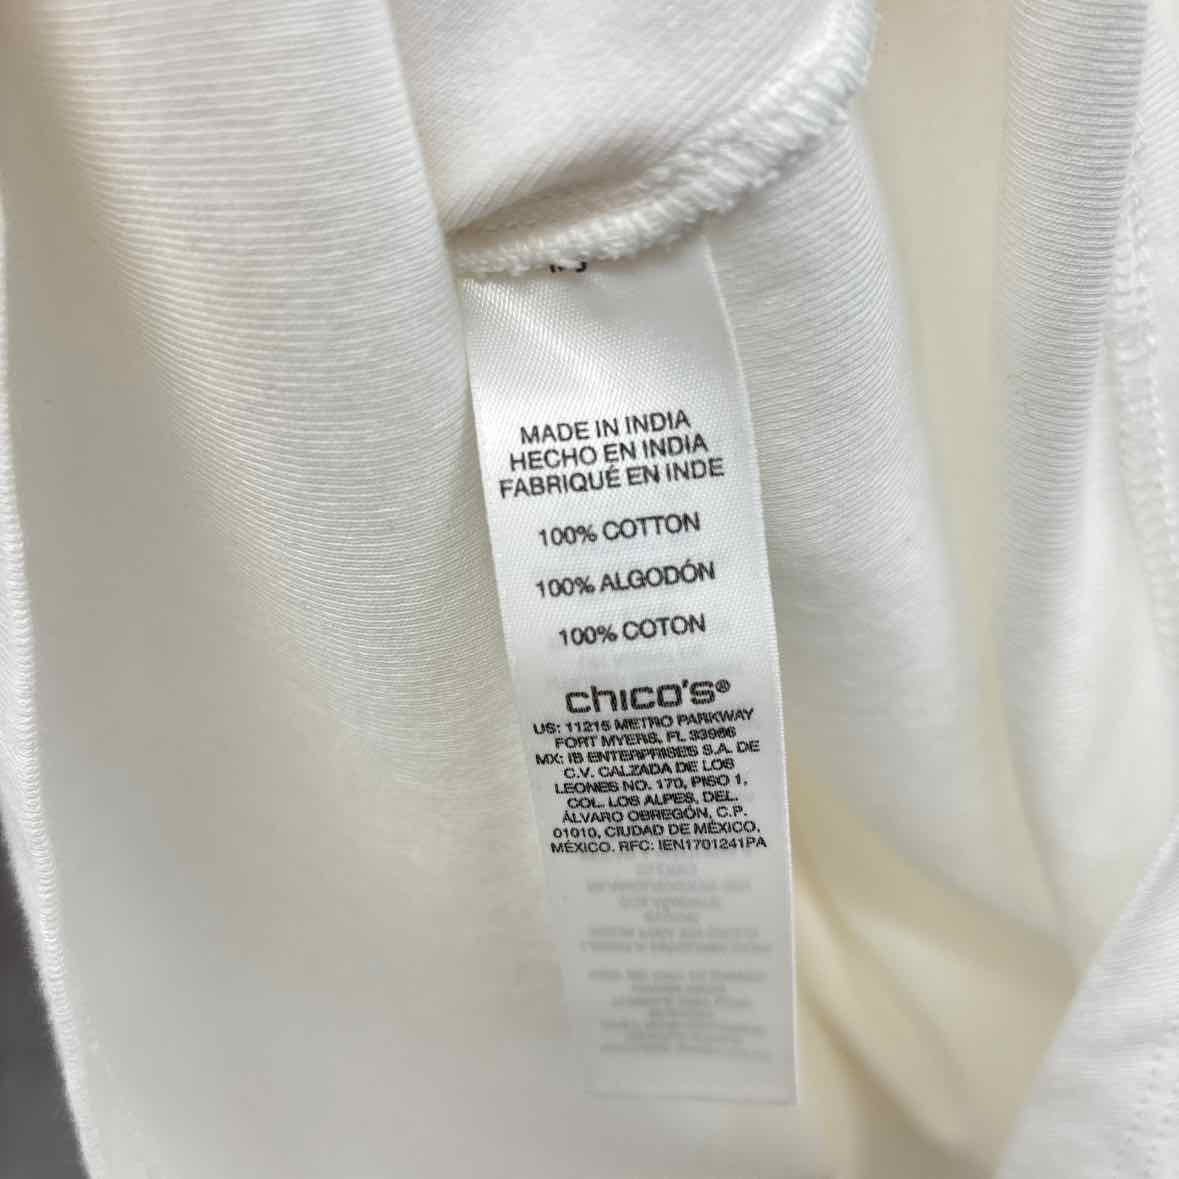 MADE IN INDIA
HECHO EN INDIA
FABRIQUÉ EN INDE
100% COTTON
100% ALGODÓN
100% COTON
chico's®
US: 11215 METRO PARKWAY
FORT MYERS, FL 33966
MX: IB ENTERPRISES S.A. DE
C.V. CALZADA DE LOS
LEONES NO. 170, PISO 1,
COL. LOS ALPES, DEL.
ÁLVARO OBREGÓN, C.P.
01010, CIUDAD DE MÉXICO,
MÉXICO. RFC: IEN1701241PA